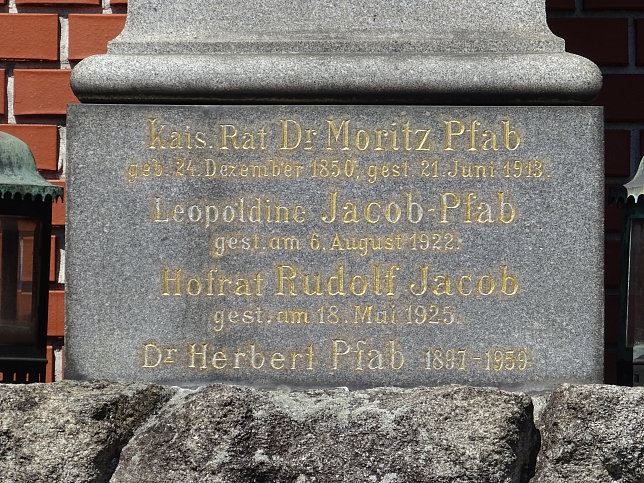 Kais. Rat Dr Moritz Pfab
geb. 24. Dezember 1850, gest. 21. Juni 1913.
Leopoldine Jacob-Pfab
gest. am 6. August 1922.
Hofrat Rudolf Jacob
gest. am 18. Mai 1925.
Dr Herbert Pfab 1897-1959